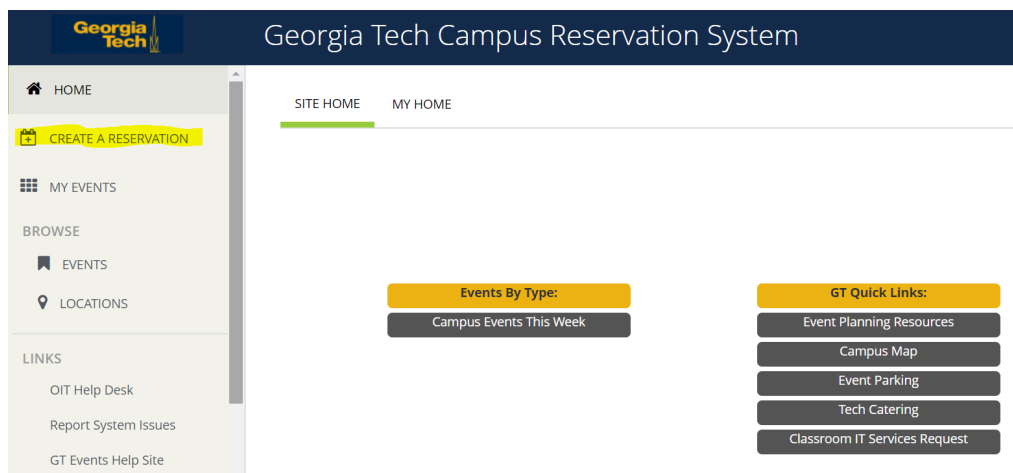 Georgia
Tech
Georgia Tech Campus Reservation System
HOME
CREATE A RESERVATION
MY EVENTS
BROWSE
EVENTS
LOCATIONS
LINKS
OIT Help Desk
Report System Issues
GT Events Help Site
SITE HOME
MY HOME
Events By Type:
Campus Events This Week
GT Quick Links:
Event Planning Resources
Campus Map
Event Parking
Tech Catering
Classroom IT Services Request